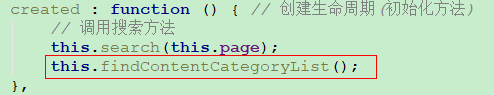 created : function () { // 创建生命周期(初始化方法)
// 调用搜索方法
this.search(this.page);
this.findContentCategoryList();
},